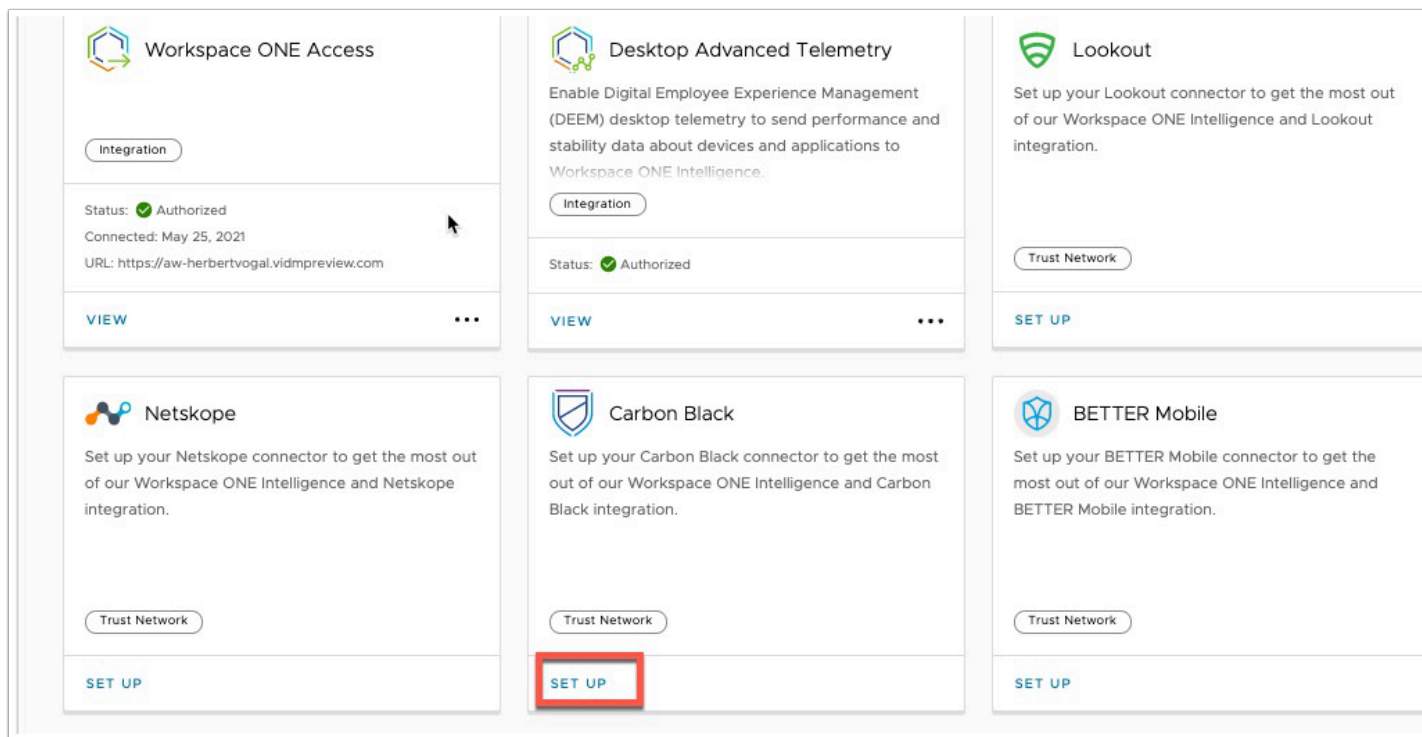 Workspace ONE Access
Integration
Status: Authorized
Connected: May 25, 2021
URL: https://aw-herbertvogal.vidmpreview.com
VIEW
Desktop Advanced Telemetry
Enable Digital Employee Experience Management
(DEEM) desktop telemetry to send performance and
stability data about devices and applications to
Workspace ONE Intelligence.
Integration
Status: Authorized
VIEW
Lookout
Set up your Lookout connector to get the most out
of our Workspace ONE Intelligence and Lookout
integration.
Trust Network
SET UP
Netskope
Set up your Netskope connector to get the most out
of our Workspace ONE Intelligence and Netskope
integration.
Trust Network
SET UP
Carbon Black
Set up your Carbon Black connector to get the most
out of our Workspace ONE Intelligence and Carbon
Black integration.
Trust Network
SET UP
BETTER Mobile
Set up your BETTER Mobile connector to get the
most out of our Workspace ONE Intelligence and
BETTER Mobile integration.
Trust Network
SET UP